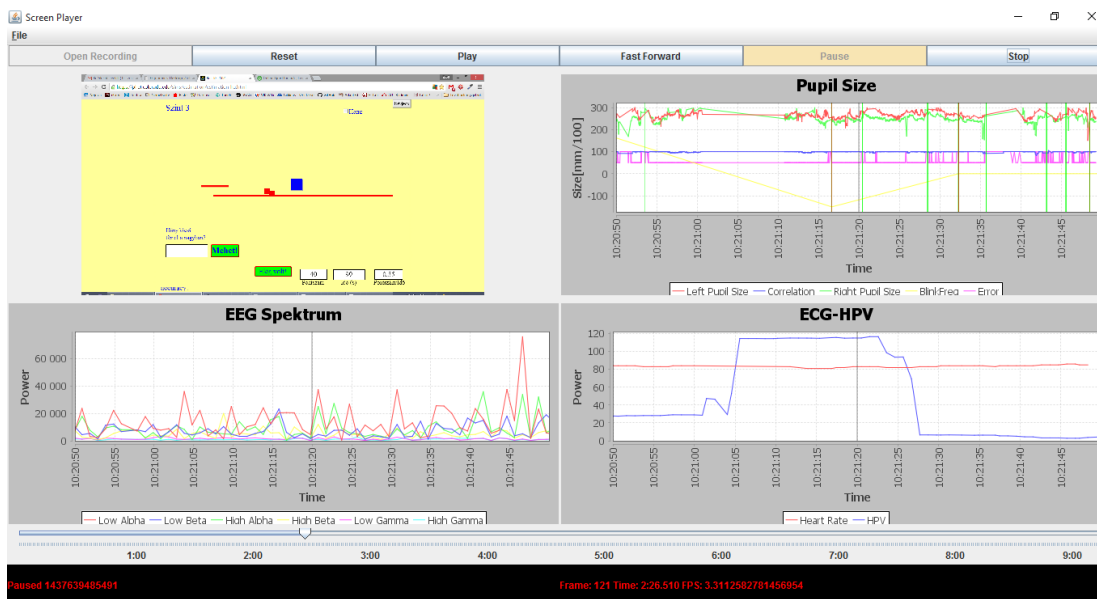 Screen Player
File
Open Recording
Reset
Play
Fast Forward
Pause
Stop
Szint 3
Mehet!
40
90
0.35
Pupil Size
Size[mm/100]
300
200
100
0
-100
10:20:50
10:20:55
10:21:00
10:21:05
10:21:10
10:21:15
10:21:20
10:21:25
10:21:30
10:21:35
10:21:40
10:21:45
Time
Left Pupil Size
Correlation
Right Pupil Size
BlinkFreq
Error
EEG Spektrum
Power
60 000
40 000
20 000
0
10:20:50
10:20:55
10:21:00
10:21:05
10:21:10
10:21:15
10:21:20
10:21:25
10:21:30
10:21:35
10:21:40
10:21:45
Time
Low Alpha
Low Beta
High Alpha
High Beta
Low Gamma
High Gamma
ECG-HPV
Power
120
100
80
60
40
20
0
10:20:50
10:20:55
10:21:00
10:21:05
10:21:10
10:21:15
10:21:20
10:21:25
10:21:30
10:21:35
10:21:40
10:21:45
Time
Heart Rate
HPV
1:00 2:00 3:00 4:00 5:00 6:00 7:00 8:00 9:00
Paused 1437639485491
Frame: 121 Time: 2:26.510 FPS: 3.3112582781456954